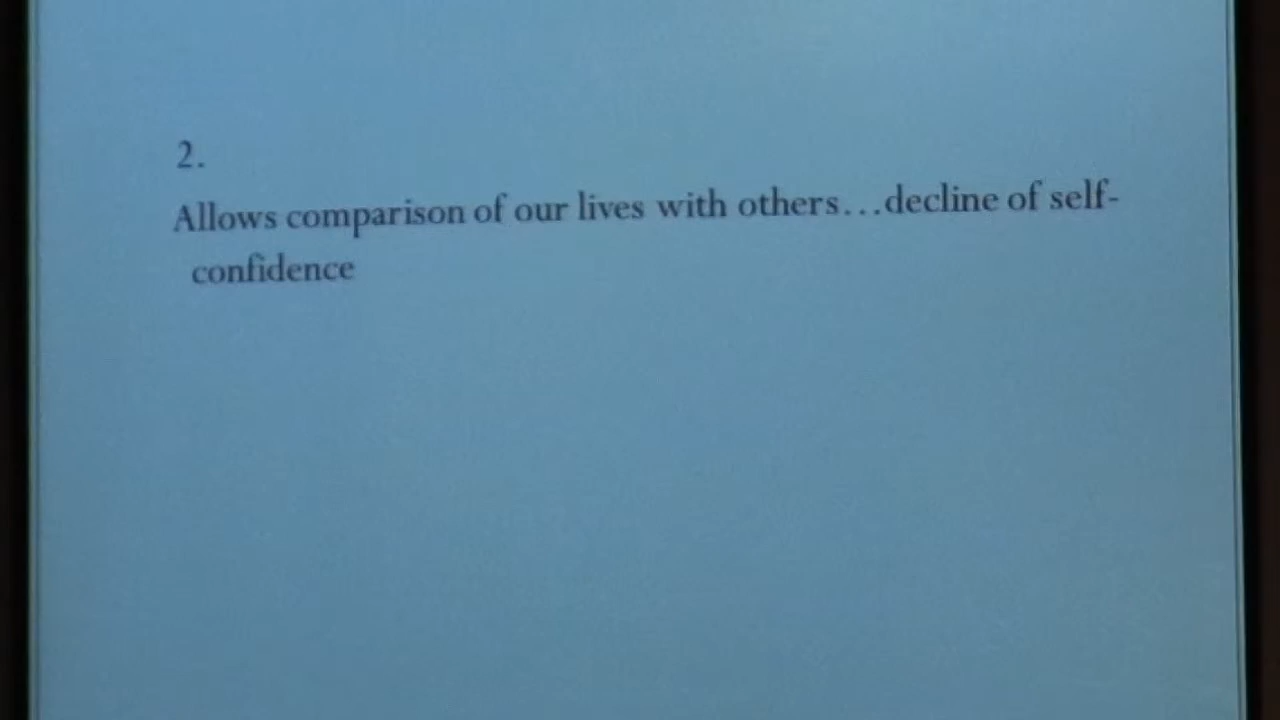 2.
Allows comparison of our lives with others...decline of self-
confidence